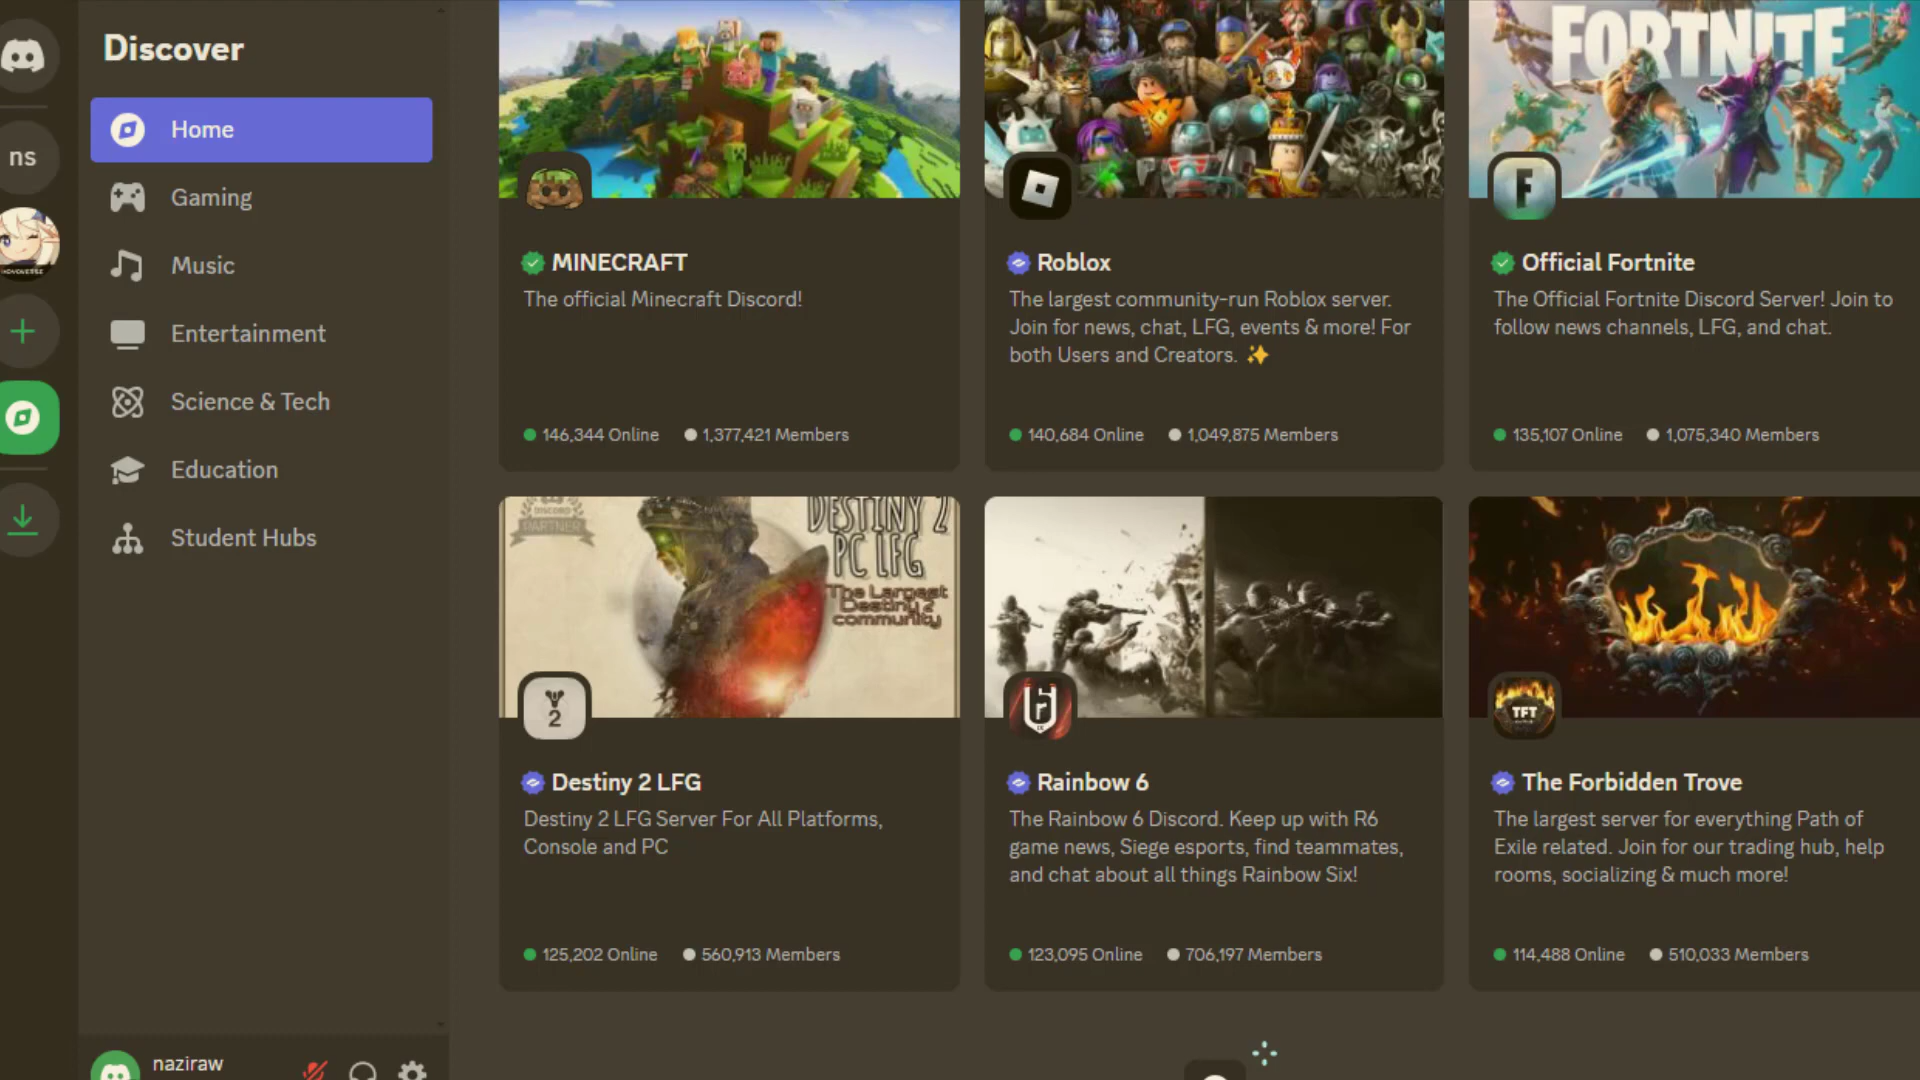 Discover
Home
ns
Gaming
Music
Entertainment
Science & Tech
Education
Student Hubs
naziraw
MINECRAFT
The official Minecraft Discord!
146,344 Online
1,377,421 Members
Roblox
The largest community-run Roblox server.
Join for news, chat, LFG, events & more! For
both Users and Creators. ✨
140,684 Online
1,049,875 Members
FORTNITE
F
Official Fortnite
The Official Fortnite Discord Server! Join to
follow news channels, LFG, and chat.
135,107 Online
1,075,340 Members
DISCORD
PARTNER
DESTINY 2
PC LFG
The Largest
Destiny 2
community
2
Destiny 2 LFG
Destiny 2 LFG Server For All Platforms,
Console and PC
125,202 Online
560,913 Members
Rainbow 6
The Rainbow 6 Discord. Keep up with R6
game news, Siege esports, find teammates,
and chat about all things Rainbow Six!
123,095 Online
706,197 Members
TFT
The Forbidden Trove
The largest server for everything Path of
Exile related. Join for our trading hub, help
rooms, socializing & much more!
114,488 Online
510,033 Members